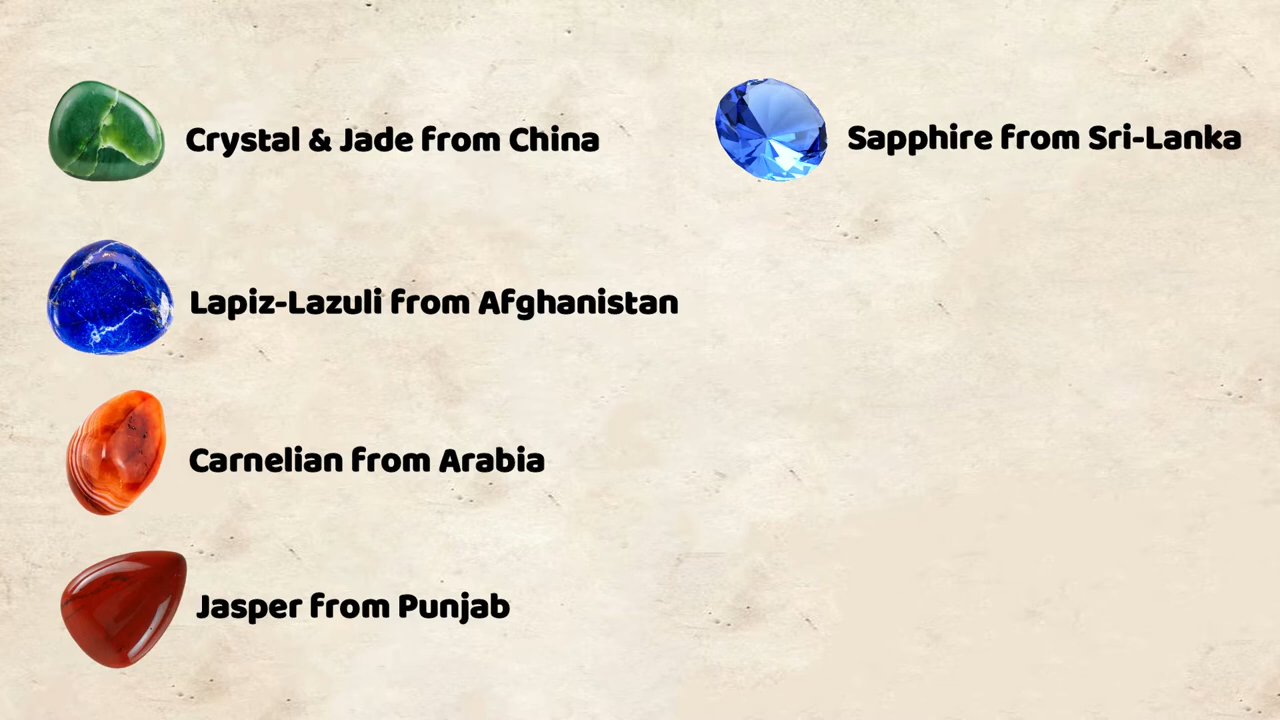 Crystal & Jade from China
Sapphire from Sri-Lanka
Lapiz-Lazuli from Afghanistan
Carnelian from Arabia
Jasper from Punjab